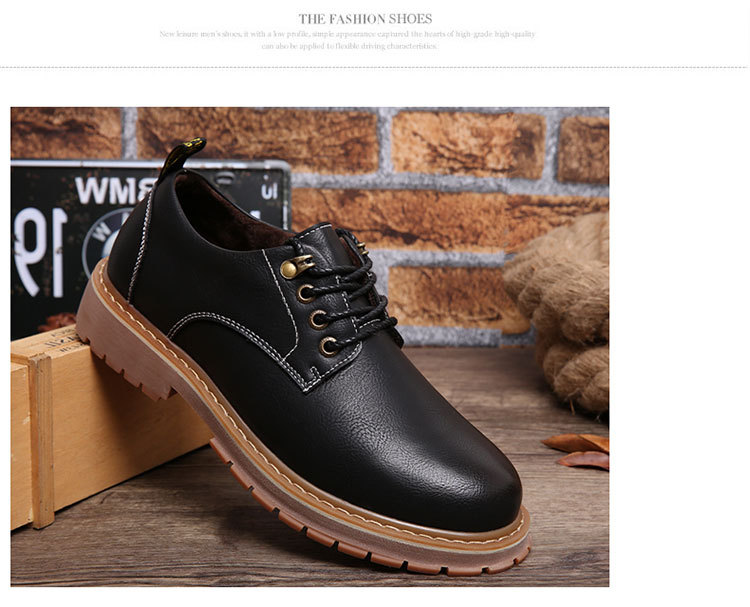 THE FASHION SHOES
New leisure men's shoes, it with a low profile, simple appearance captured the hearts of high-grade high-quality
can also be applied to flexible driving characteristics.
BMW